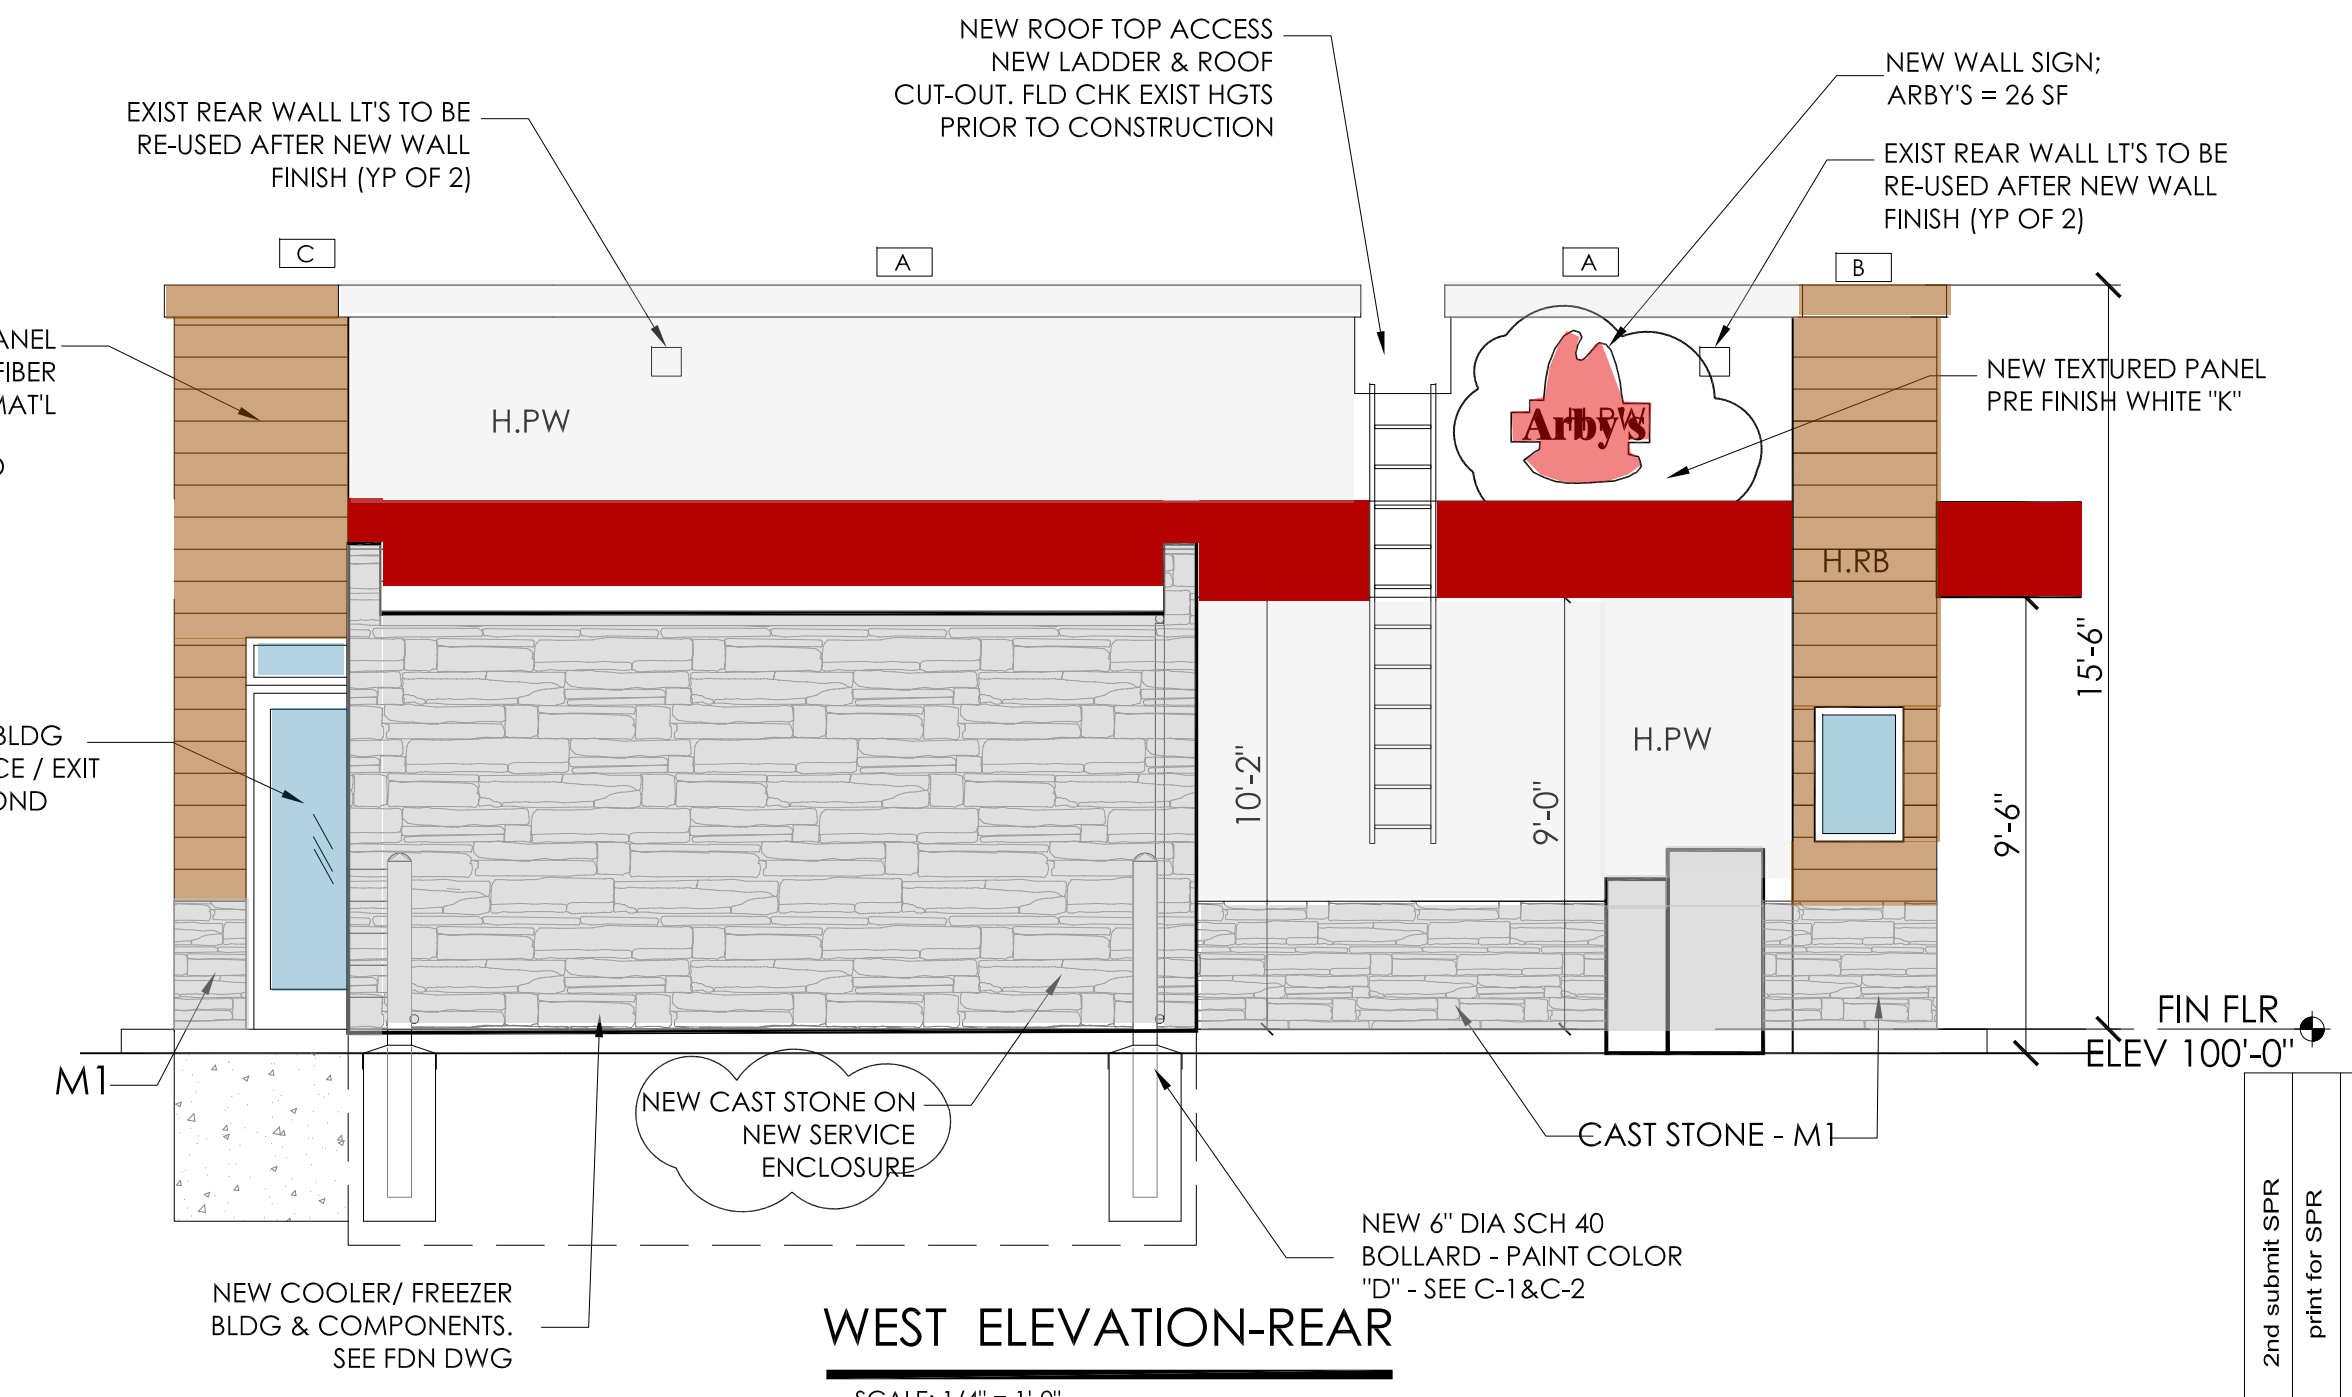 NEW ROOF TOP ACCESS
NEW LADDER & ROOF
CUT-OUT. FLD CHK EXIST HGTS
PRIOR TO CONSTRUCTION
NEW WALL SIGN;
ARBY'S = 26 SF
EXIST REAR WALL LT'S TO BE
RE-USED AFTER NEW WALL
FINISH (YP OF 2)
EXIST REAR WALL LT'S TO BE
RE-USED AFTER NEW WALL
FINISH (YP OF 2)
C
A
A
B
ANEL
FIBER
MAT'L
NEW TEXTURED PANEL
PRE FINISH WHITE "K"
H.PW
H.PW
Arby's
H.RB
15'-6"
BLDG
CE / EXIT
OND
H.PW
10'-2"
9'-0"
9'-6"
FIN FLR
ELEV 100'-0"
M1
NEW CAST STONE ON
NEW SERVICE
ENCLOSURE
CAST STONE - M1
NEW 6" DIA SCH 40
BOLLARD - PAINT COLOR
"D" - SEE C-1&C-2
NEW COOLER/ FREEZER
BLDG & COMPONENTS.
SEE FDN DWG
WEST ELEVATION-REAR
SCALE: 1/4" = 1'-0"
2nd submit SPR
print for SPR